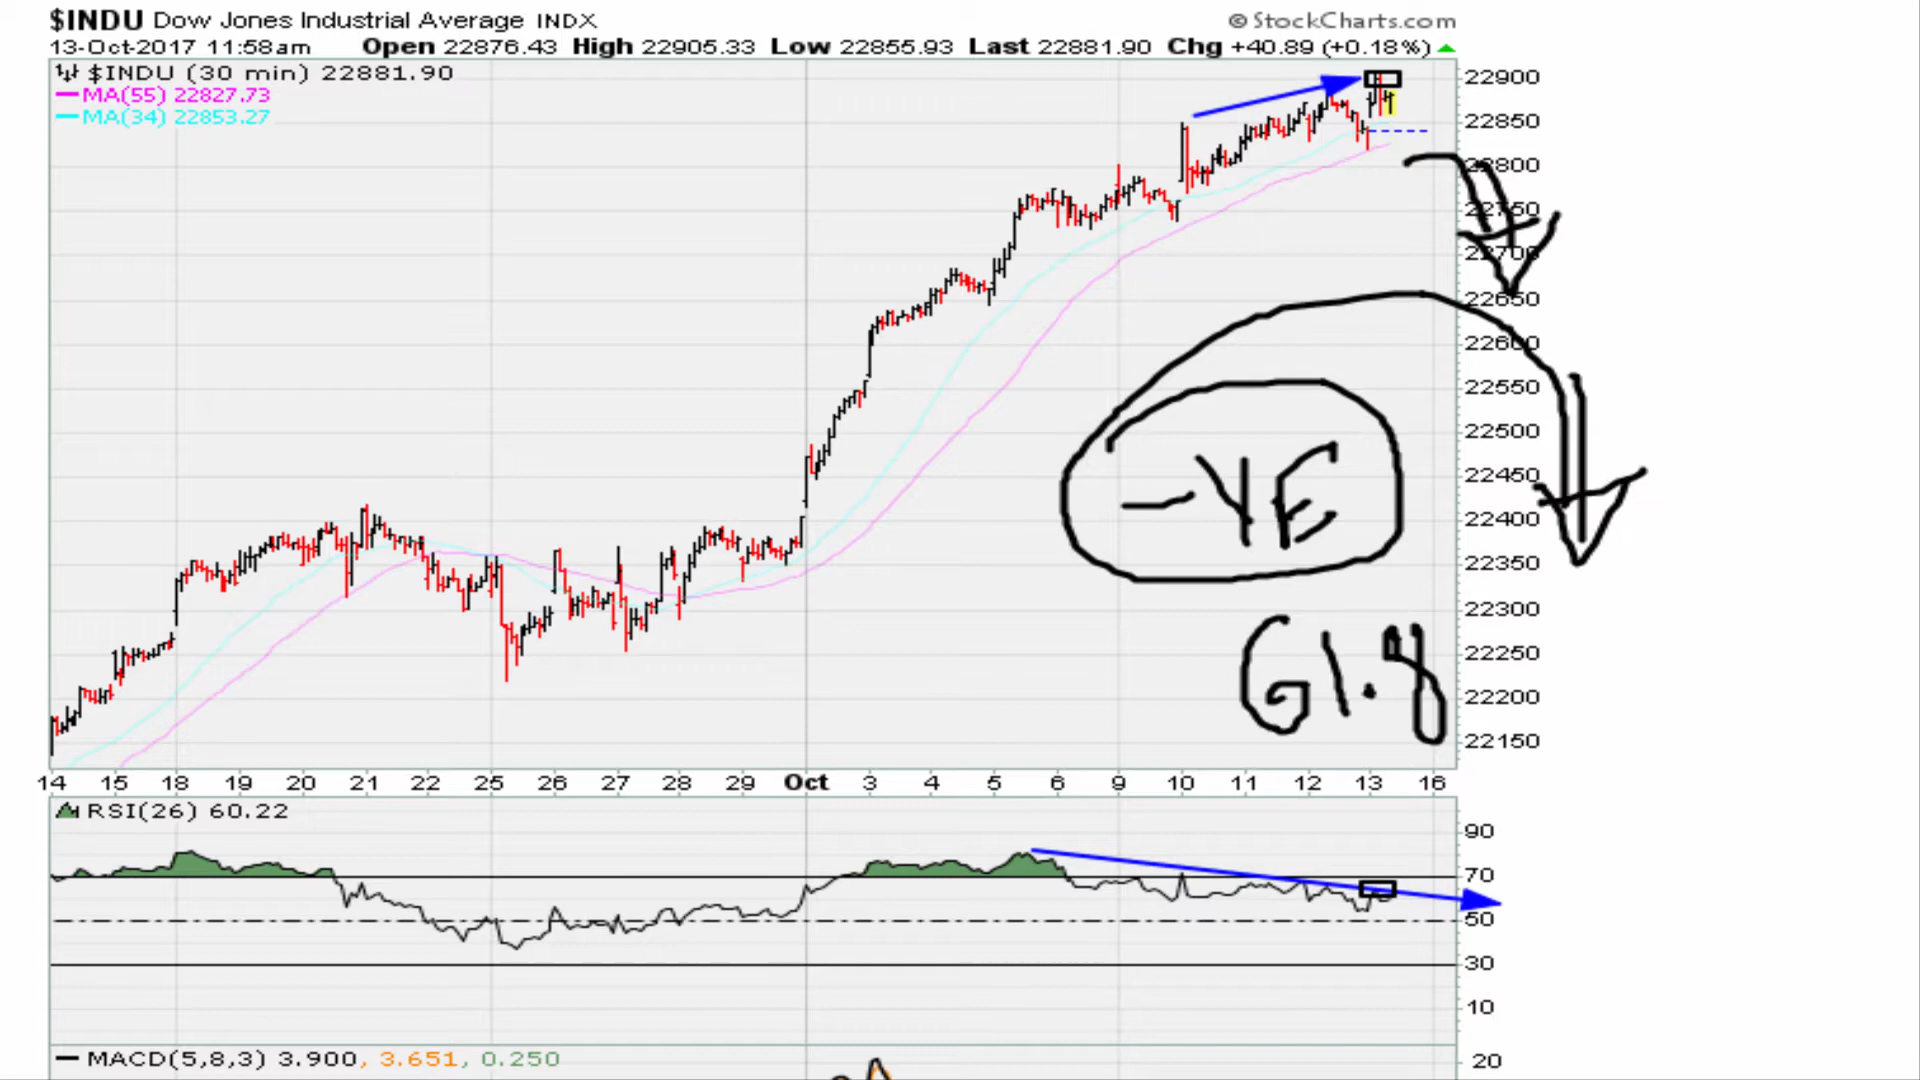 $INDU Dow Jones Industrial Average INDX © StockCharts.com
13-Oct-2017 11:58am Open 22876.43 High 22905.33 Low 22855.93 Last 22881.90 Chg +40.89 (+0.18%)
$INDU (30 min) 22881.90
MA(55) 22827.73
MA(34) 22853.27
22900
22850
22800
22750
22700
22650
22600
22550
22500
22450
22400
22350
22300
22250
22200
22150
-YE
61.8
14 15 18 19 20 21 22 25 26 27 28 29 Oct 3 4 5 6 9 10 11 12 13 16
RSI(26) 60.22
90
70
50
30
10
MACD(5,8,3) 3.900, 3.651, 0.250
20